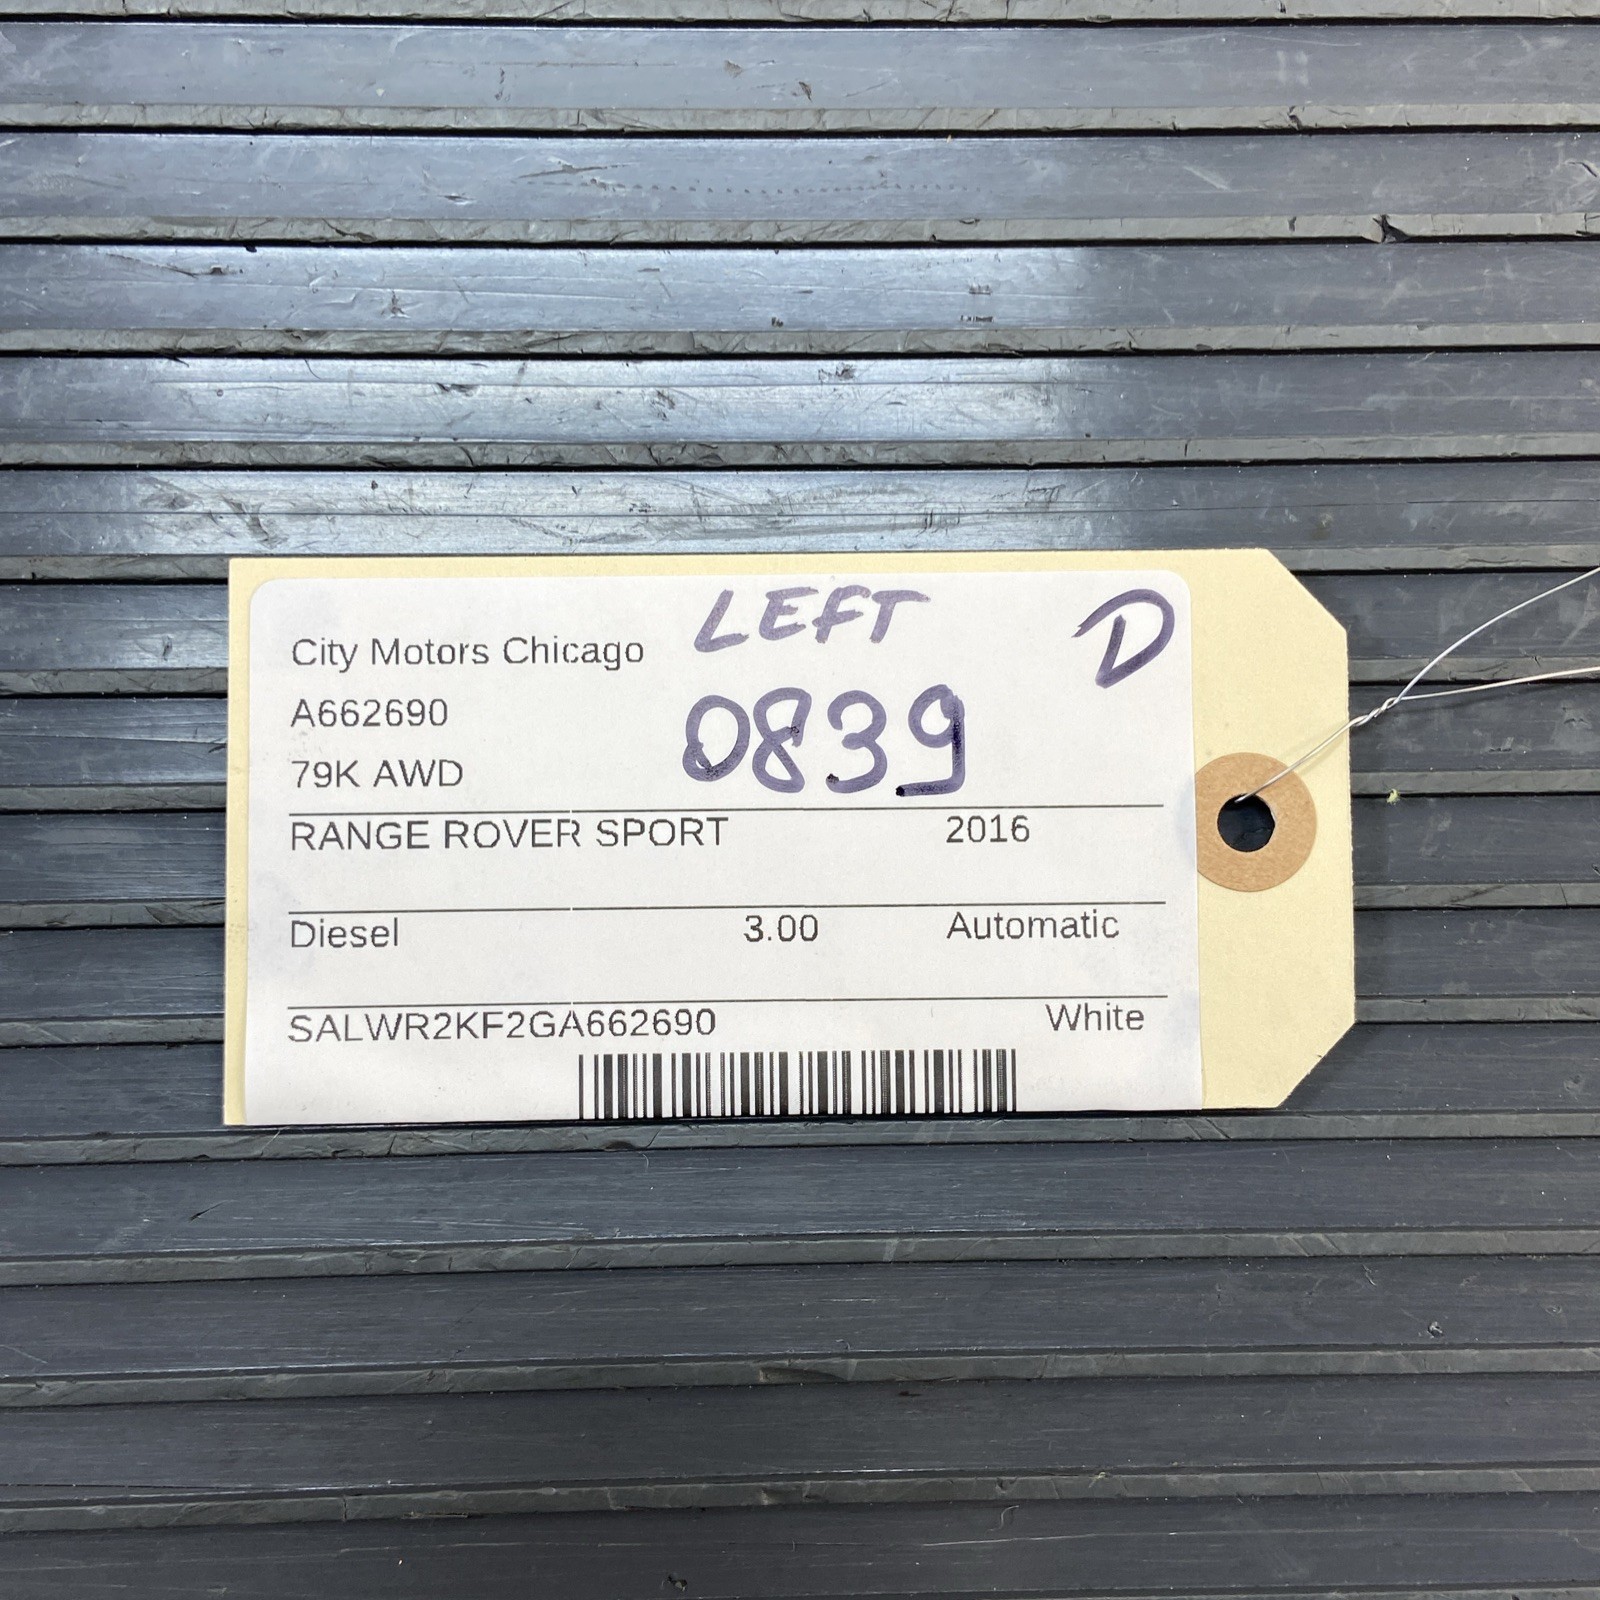 LEFT
D
City Motors Chicago
A662690
0839
79K AWD
RANGE ROVER SPORT 2016
Diesel 3.00 Automatic
SALWR2KF2GA662690 White